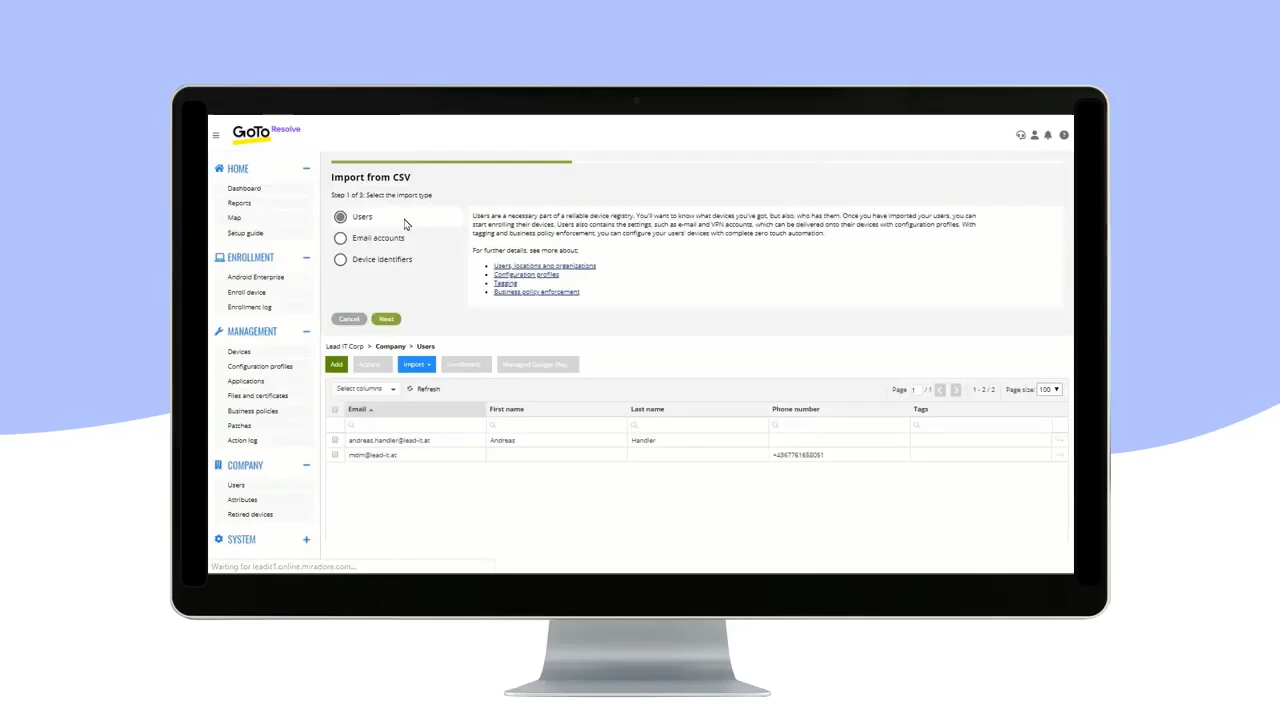 GoTo Resolve
HOME
Dashboard
Reports
Map
Setup guide
ENROLLMENT
Android Enterprise
Enroll device
Enrollment log
MANAGEMENT
Devices
Configuration profiles
Applications
Files and certificates
Business policies
Patches
Action log
COMPANY
Users
Attributes
Retired devices
SYSTEM
Import from CSV
Step 1 of 3: Select the import type
Users
Email accounts
Device identifiers
Users are a necessary part of a reliable device registry. You'll want to know what devices you've got, but also, who has them. Once you have imported your users, you can
start enrolling their devices. Users also contains the settings, such as e-mail and VPN accounts, which can be delivered onto their devices with configuration profiles. With
tagging and business policy enforcement, you can configure your users' devices with complete zero touch automation.
For further details, see more about:
Users, locations and organizations
Configuration profiles
Tagging
Business policy enforcement
Cancel Next
Lead IT Corp > Company > Users
Add Actions Import Enrollment Managed Google Play
Select columns Refresh Page 1 / 1 1 - 2 / 2 Page size: 100
Email First name Last name Phone number Tags
andreas.handler@lead-it.at Andreas Handler
mdm@lead-it.at +4367761658051
Waiting for leadit1.online.miradore.com...